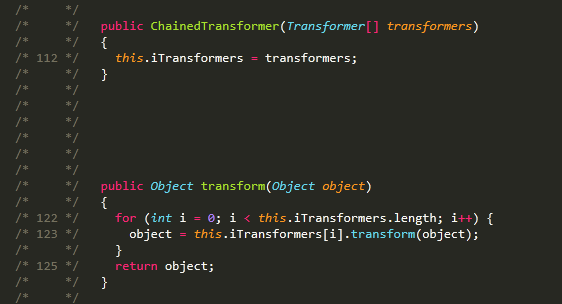 /*     */
/*     */   public ChainedTransformer(Transformer[] transformers)
/*     */   {
/* 112 */     this.iTransformers = transformers;
/*     */   }
/*     */
/*     */
/*     */
/*     */
/*     */
/*     */
/*     */   public Object transform(Object object)
/*     */   {
/* 122 */     for (int i = 0; i < this.iTransformers.length; i++) {
/* 123 */       object = this.iTransformers[i].transform(object);
/*     */     }
/* 125 */     return object;
/*     */   }
/*     */